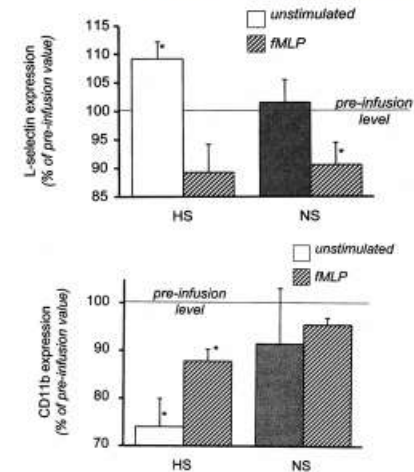 unstimulated
fMLP
L-selectin expression
(% of pre-infusion value)
115
110
105
100
95
90
85
pre-infusion
level
*
*
HS
NS
unstimulated
fMLP
CD11b expression
(% of pre-infusion value)
100
90
80
70
pre-infusion
level
*
*
HS
NS